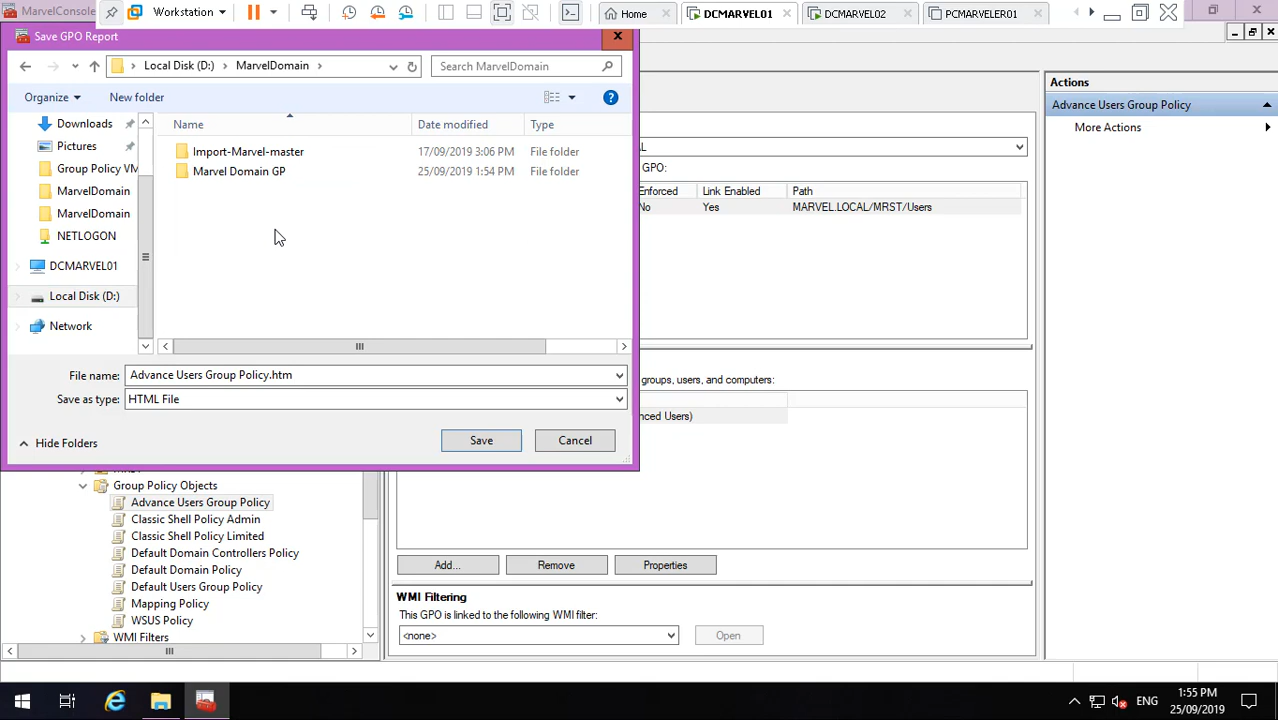 MarvelConsole
Workstation
Home
DCMARVEL01
DCMARVEL02
PCMARVELER01
Save GPO Report
Local Disk (D:)
MarvelDomain
Search MarvelDomain
Organize
New folder
Name
Date modified
Type
Downloads
Pictures
Group Policy VM
MarvelDomain
MarvelDomain
NETLOGON
DCMARVEL01
Local Disk (D:)
Network
Import-Marvel-master 17/09/2019 3:06 PM File folder
Marvel Domain GP 25/09/2019 1:54 PM File folder
File name: Advance Users Group Policy.htm
Save as type: HTML File
Hide Folders
Save
Cancel
GPO:
Enforced Link Enabled Path
No Yes MARVEL.LOCAL/MRST/Users
groups, users, and computers:
nced Users)
Add...
Remove
Properties
WMI Filtering
This GPO is linked to the following WMI filter:
<none>
Open
Actions
Advance Users Group Policy
More Actions
Group Policy Objects
Advance Users Group Policy
Classic Shell Policy Admin
Classic Shell Policy Limited
Default Domain Controllers Policy
Default Domain Policy
Default Users Group Policy
Mapping Policy
WSUS Policy
WMI Filters
ENG
1:55 PM
25/09/2019